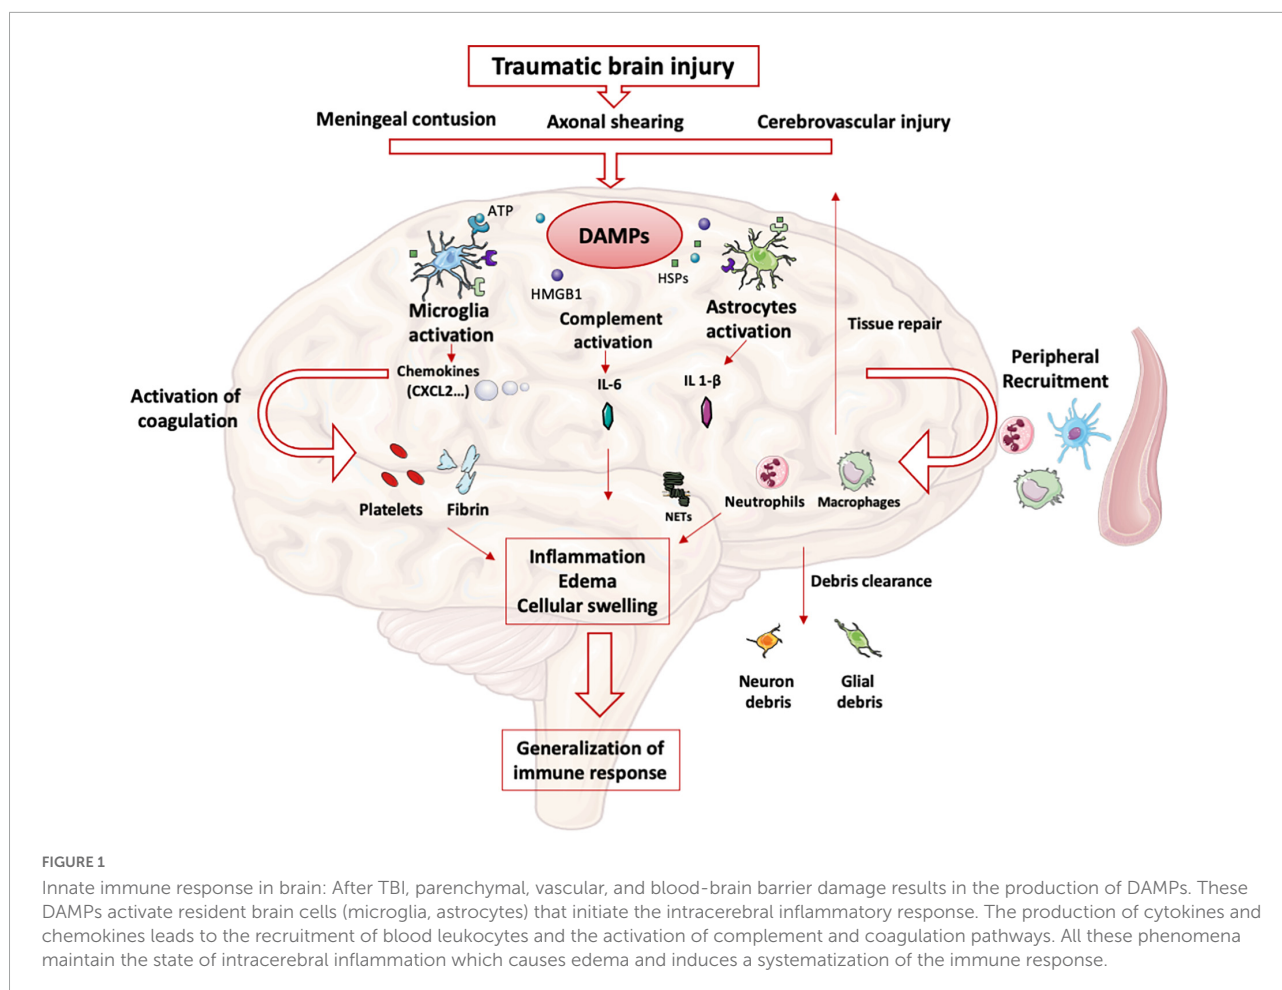 Traumatic brain injury
Meningeal contusion
Axonal shearing
Cerebrovascular injury
ATP
DAMPs
HSPs
HMGB1
Microglia
activation
Complement
activation
Astrocytes
activation
Tissue repair
Peripheral
Recruitment
Chemokines
(CXCL2...)
IL-6
IL 1-β
Activation of
coagulation
Platelets
Fibrin
NETs
Neutrophils
Macrophages
Inflammation
Edema
Cellular swelling
Debris clearance
Neuron
debris
Glial
debris
Generalization of
immune response
FIGURE 1
Innate immune response in brain: After TBI, parenchymal, vascular, and blood-brain barrier damage results in the production of DAMPs. These
DAMPs activate resident brain cells (microglia, astrocytes) that initiate the intracerebral inflammatory response. The production of cytokines and
chemokines leads to the recruitment of blood leukocytes and the activation of complement and coagulation pathways. All these phenomena
maintain the state of intracerebral inflammation which causes edema and induces a systematization of the immune response.